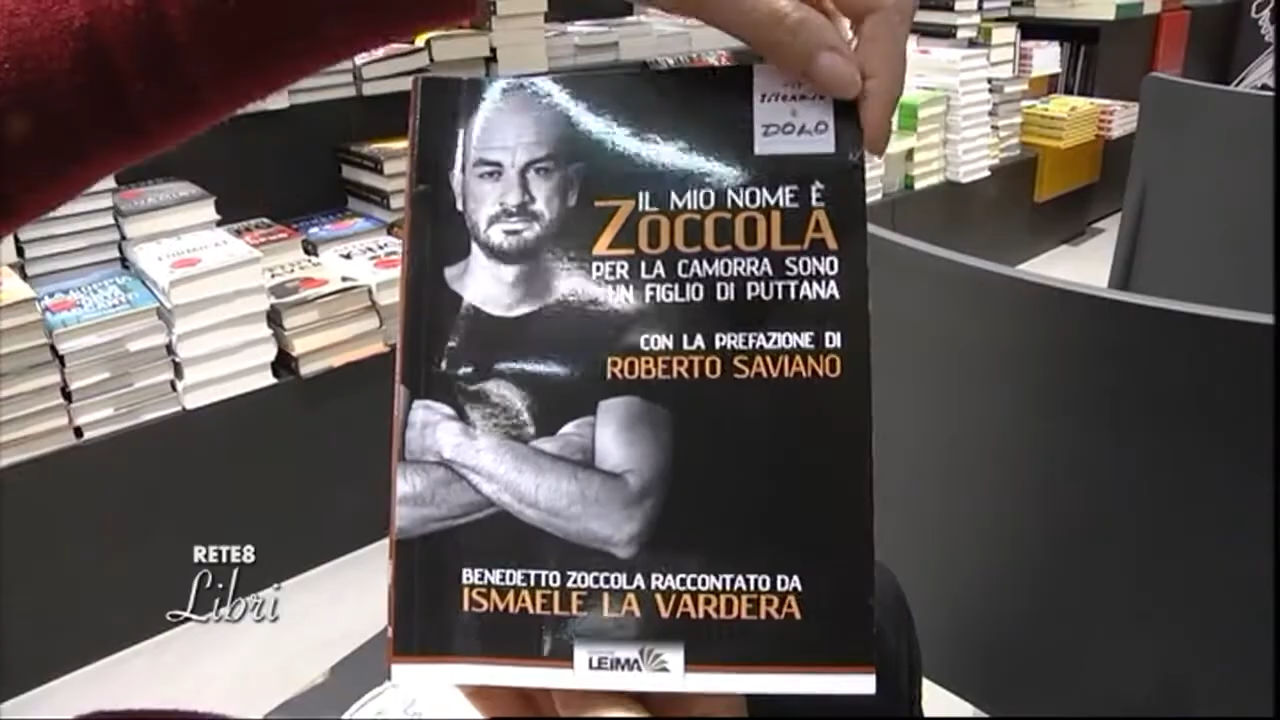 DOLO
IL MIO NOME È
ZOCCOLA
PER LA CAMORRA SONO
UN FIGLIO DI PUTTANA
CON LA PREFAZIONE DI
ROBERTO SAVIANO
BENEDETTO ZOCCOLA RACCONTATO DA
ISMAELE LA VARDERA
LEIMA
RETE8
Libri